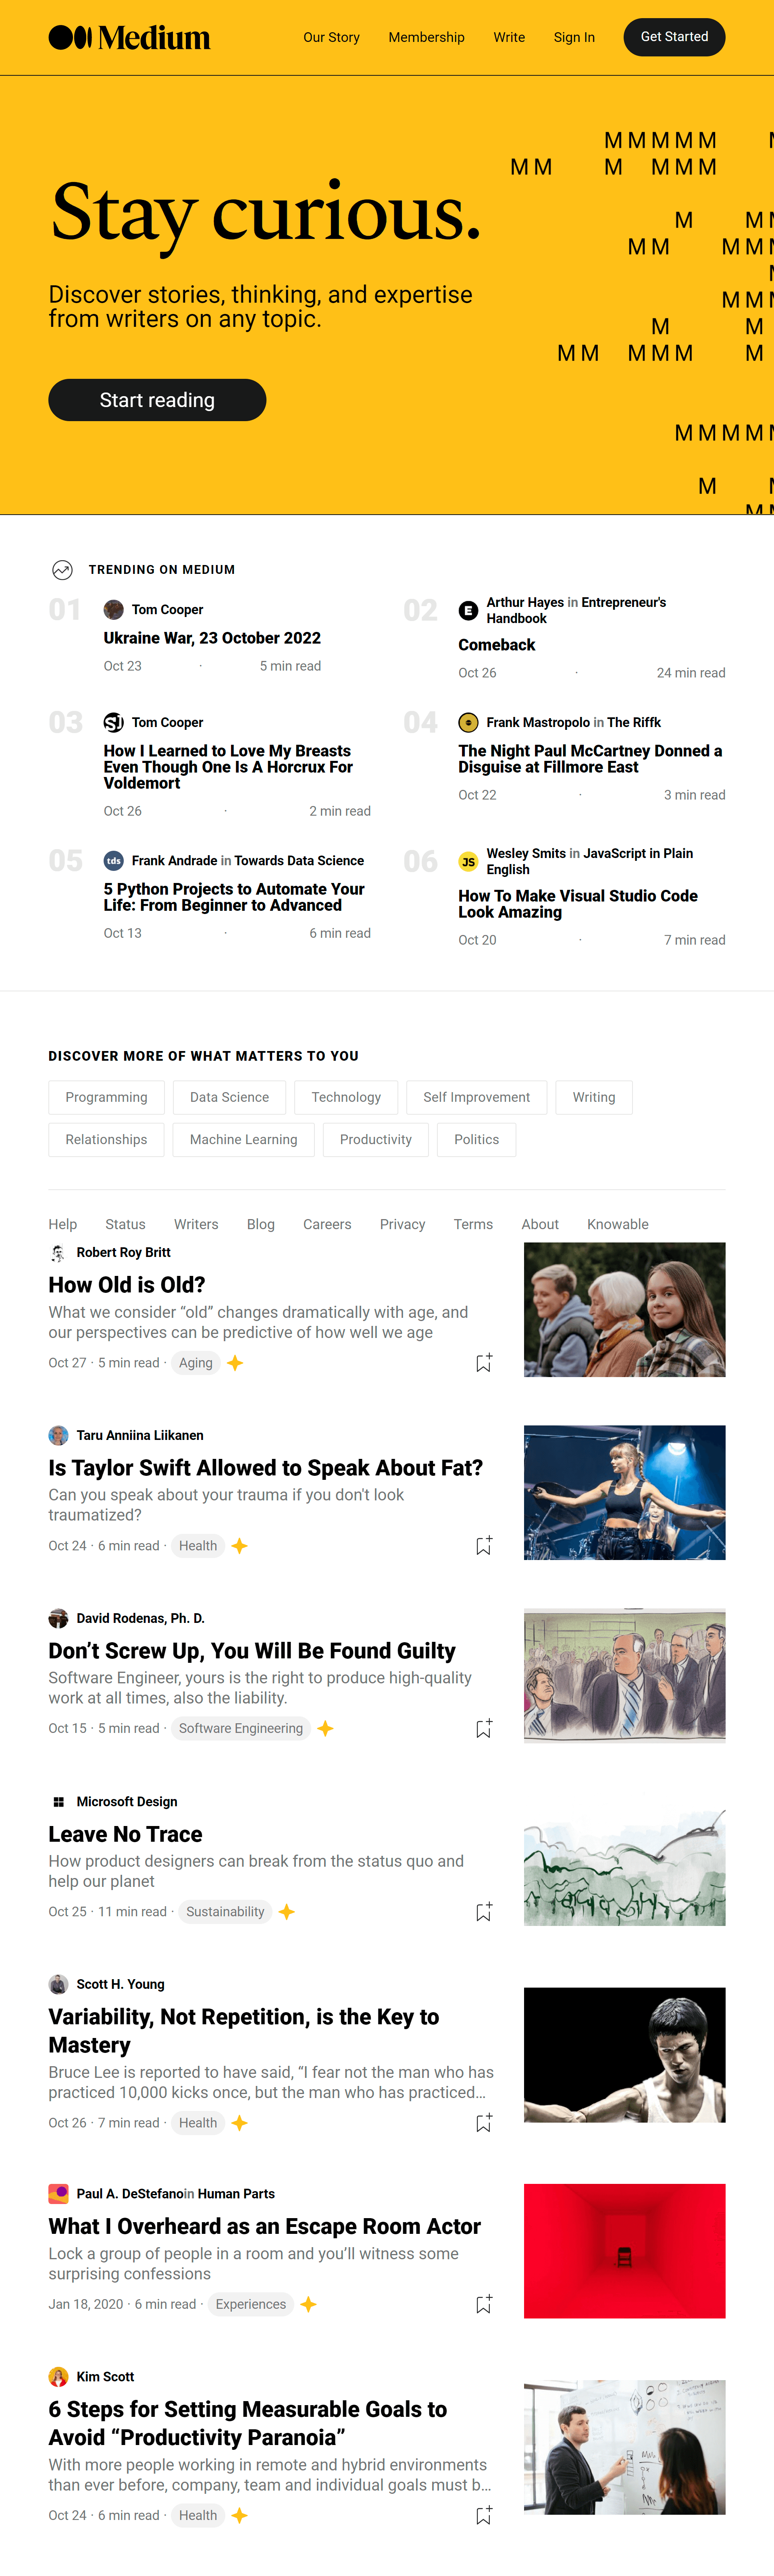 Medium
Our Story
Membership
Write
Sign In
Get Started
M M M M M M
M M M M M M
Stay curious.
M M M
M M M M M
M
Discover stories, thinking, and expertise
from writers on any topic.
M M M
M M
M M M M M M
Start reading
M M M M M
M M
M M
TRENDING ON MEDIUM
01
Tom Cooper
Ukraine War, 23 October 2022
Oct 23 · 5 min read
02
E
Arthur Hayes in Entrepreneur's
Handbook
Comeback
Oct 26 · 24 min read
03
SJ
Tom Cooper
How I Learned to Love My Breasts
Even Though One Is A Horcrux For
Voldemort
Oct 26 · 2 min read
04
Frank Mastropolo in The Riffk
The Night Paul McCartney Donned a
Disguise at Fillmore East
Oct 22 · 3 min read
05
tds
Frank Andrade in Towards Data Science
5 Python Projects to Automate Your
Life: From Beginner to Advanced
Oct 13 · 6 min read
06
JS
Wesley Smits in JavaScript in Plain
English
How To Make Visual Studio Code
Look Amazing
Oct 20 · 7 min read
DISCOVER MORE OF WHAT MATTERS TO YOU
Programming
Data Science
Technology
Self Improvement
Writing
Relationships
Machine Learning
Productivity
Politics
Help
Status
Writers
Blog
Careers
Privacy
Terms
About
Knowable
Robert Roy Britt
How Old is Old?
What we consider “old” changes dramatically with age, and
our perspectives can be predictive of how well we age
Oct 27 · 5 min read · Aging
Taru Anniina Liikanen
Is Taylor Swift Allowed to Speak About Fat?
Can you speak about your trauma if you don't look
traumatized?
Oct 24 · 6 min read · Health
David Rodenas, Ph. D.
Don’t Screw Up, You Will Be Found Guilty
Software Engineer, yours is the right to produce high-quality
work at all times, also the liability.
Oct 15 · 5 min read · Software Engineering
Microsoft Design
Leave No Trace
How product designers can break from the status quo and
help our planet
Oct 25 · 11 min read · Sustainability
Scott H. Young
Variability, Not Repetition, is the Key to
Mastery
Bruce Lee is reported to have said, “I fear not the man who has
practiced 10,000 kicks once, but the man who has practiced...
Oct 26 · 7 min read · Health
Paul A. DeStefanoin Human Parts
What I Overheard as an Escape Room Actor
Lock a group of people in a room and you’ll witness some
surprising confessions
Jan 18, 2020 · 6 min read · Experiences
Kim Scott
6 Steps for Setting Measurable Goals to
Avoid “Productivity Paranoia”
With more people working in remote and hybrid environments
than ever before, company, team and individual goals must b...
Oct 24 · 6 min read · Health